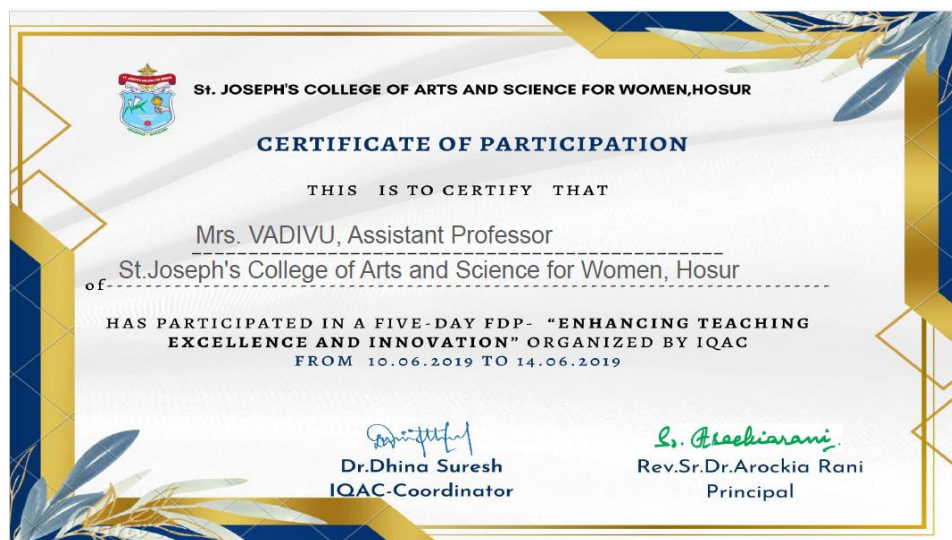 St. JOSEPH'S COLLEGE OF ARTS AND SCIENCE FOR WOMEN,HOSUR
CERTIFICATE OF PARTICIPATION
THIS IS TO CERTIFY THAT
Mrs. VADIVU, Assistant Professor
of St.Joseph's College of Arts and Science for Women, Hosur
HAS PARTICIPATED IN A FIVE-DAY FDP- “ENHANCING TEACHING
EXCELLENCE AND INNOVATION” ORGANIZED BY IQAC
FROM 10.06.2019 TO 14.06.2019
Dr.Dhina Suresh
IQAC-Coordinator
Sr. Arockiarani
Rev.Sr.Dr.Arockia Rani
Principal